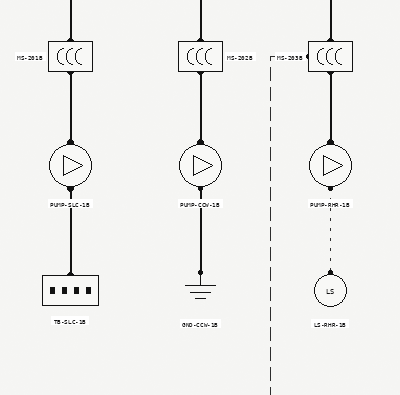 MS-201B
MS-202B
MS-203B
PUMP-SLC-1B
PUMP-CCW-1B
PUMP-RHR-1B
LS
TB-SLC-1B
GND-CCW-1B
LS-RHR-1B